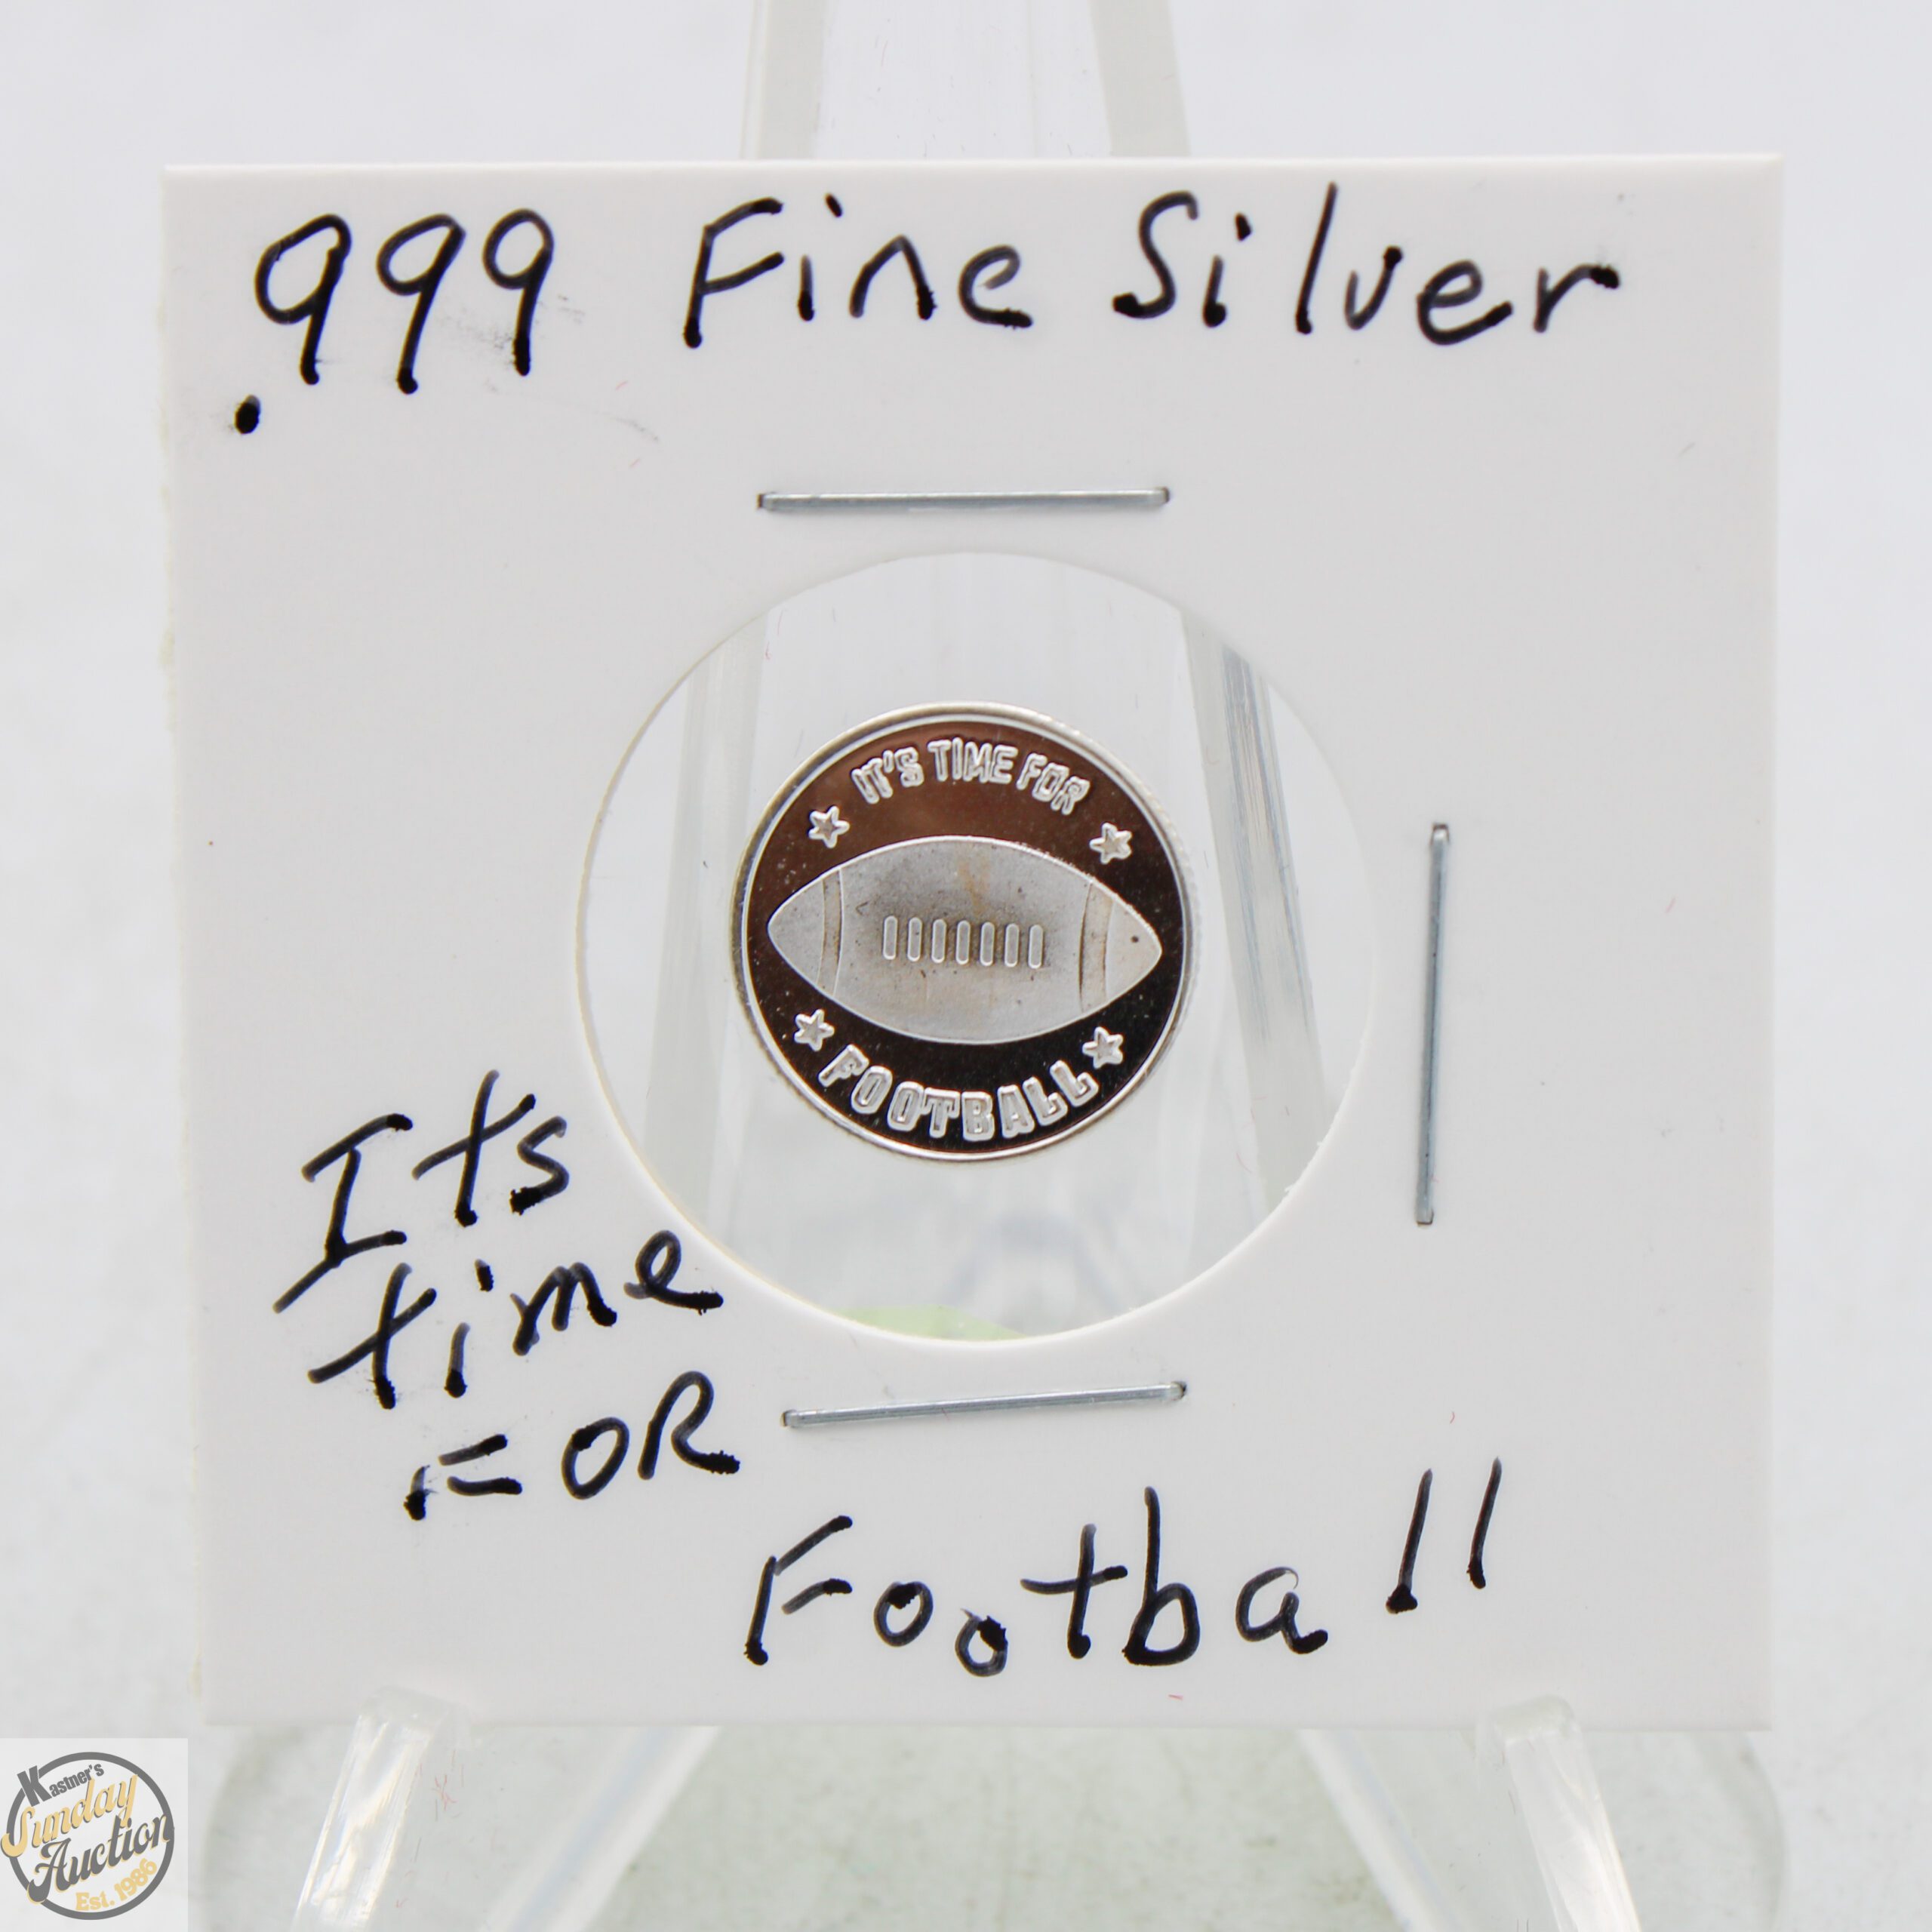 .999 Fine Silver
IT'S TIME FOR
FOOTBALL
Its
time
FOR
Football
Kastner's
Sunday
Auction
Est. 1986